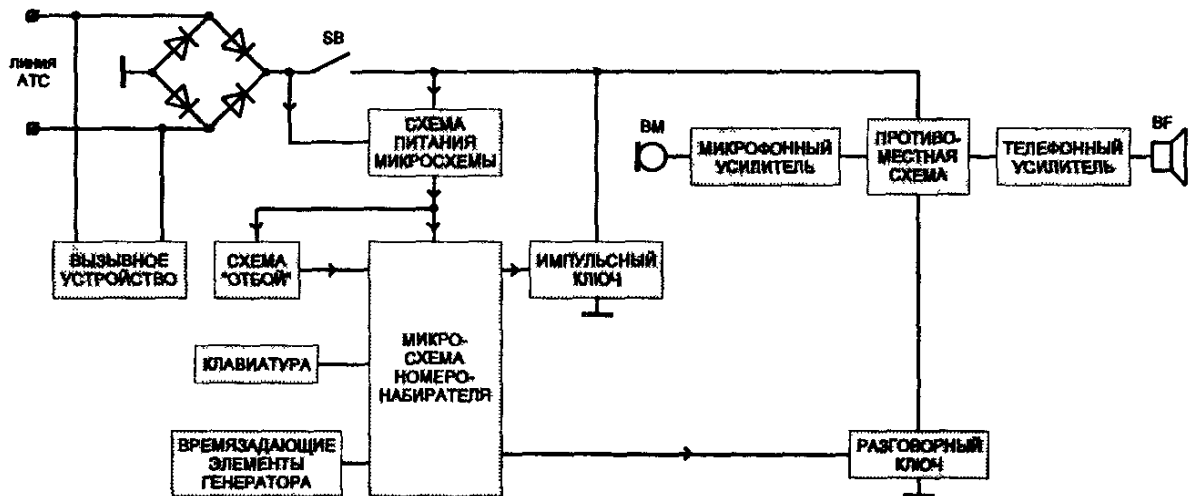 ЛИНИЯ
АТС
SB
СХЕМА
ПИТАНИЯ
МИКРОСХЕМЫ
BM
МИКРОФОННЫЙ
УСИЛИТЕЛЬ
ПРОТИВО-
МЕСТНАЯ
СХЕМА
ТЕЛЕФОННЫЙ
УСИЛИТЕЛЬ
BF
ВЫЗЫВНОЕ
УСТРОЙСТВО
СХЕМА
"ОТБОЙ"
ИМПУЛЬСНЫЙ
КЛЮЧ
МИКРО-
СХЕМА
НОМЕРО-
НАБИРАТЕЛЯ
КЛАВИАТУРА
ВРЕМЯЗАДАЮЩИЕ
ЭЛЕМЕНТЫ
ГЕНЕРАТОРА
РАЗГОВОРНЫЙ
КЛЮЧ